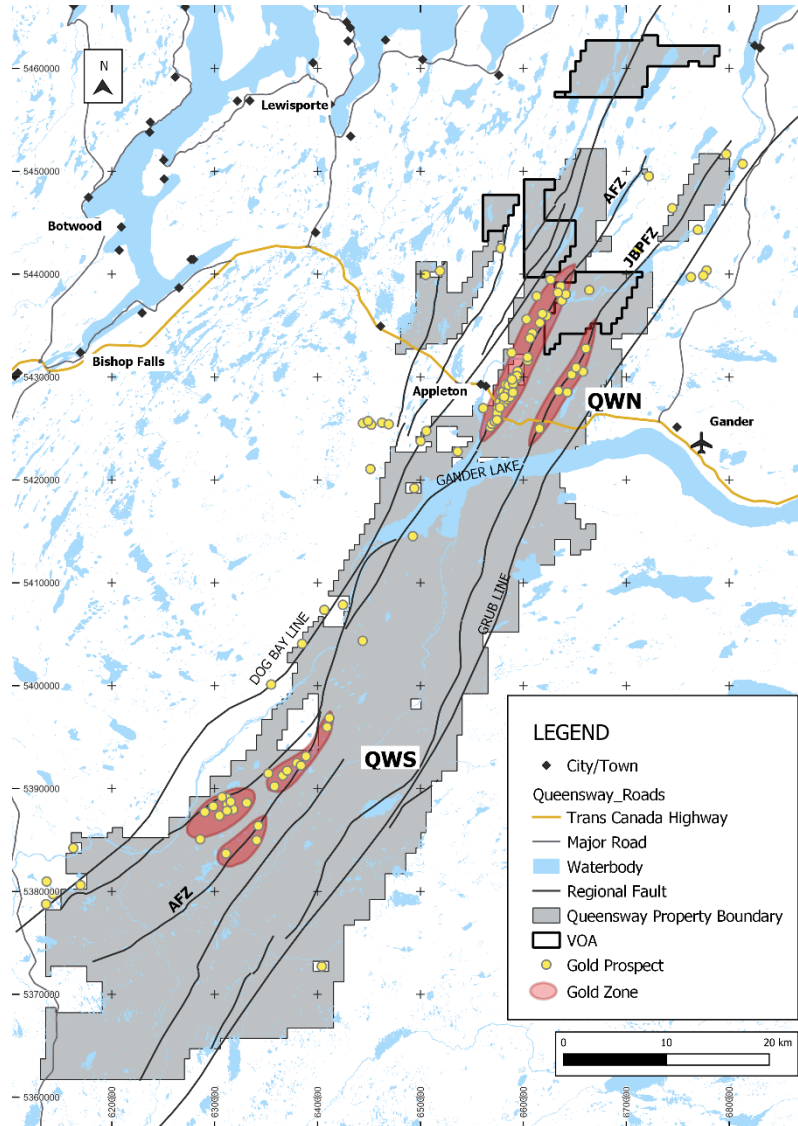 N
5460000
Lewisporte
5450000
AFZ
Botwood
JBPFZ
5440000
Bishop Falls
5430000
Appleton
QWN
Gander
5420000
GANDER LAKE
5410000
GRUB LINE
DOG BAY LINE
5400000
QWS
5390000
AFZ
5380000
5370000
5360000
LEGEND
City/Town
Queensway_Roads
Trans Canada Highway
Major Road
Waterbody
Regional Fault
Queensway Property Boundary
VOA
Gold Prospect
Gold Zone
0 10 20 km
620000 630000 640000 650000 660000 670000 680000